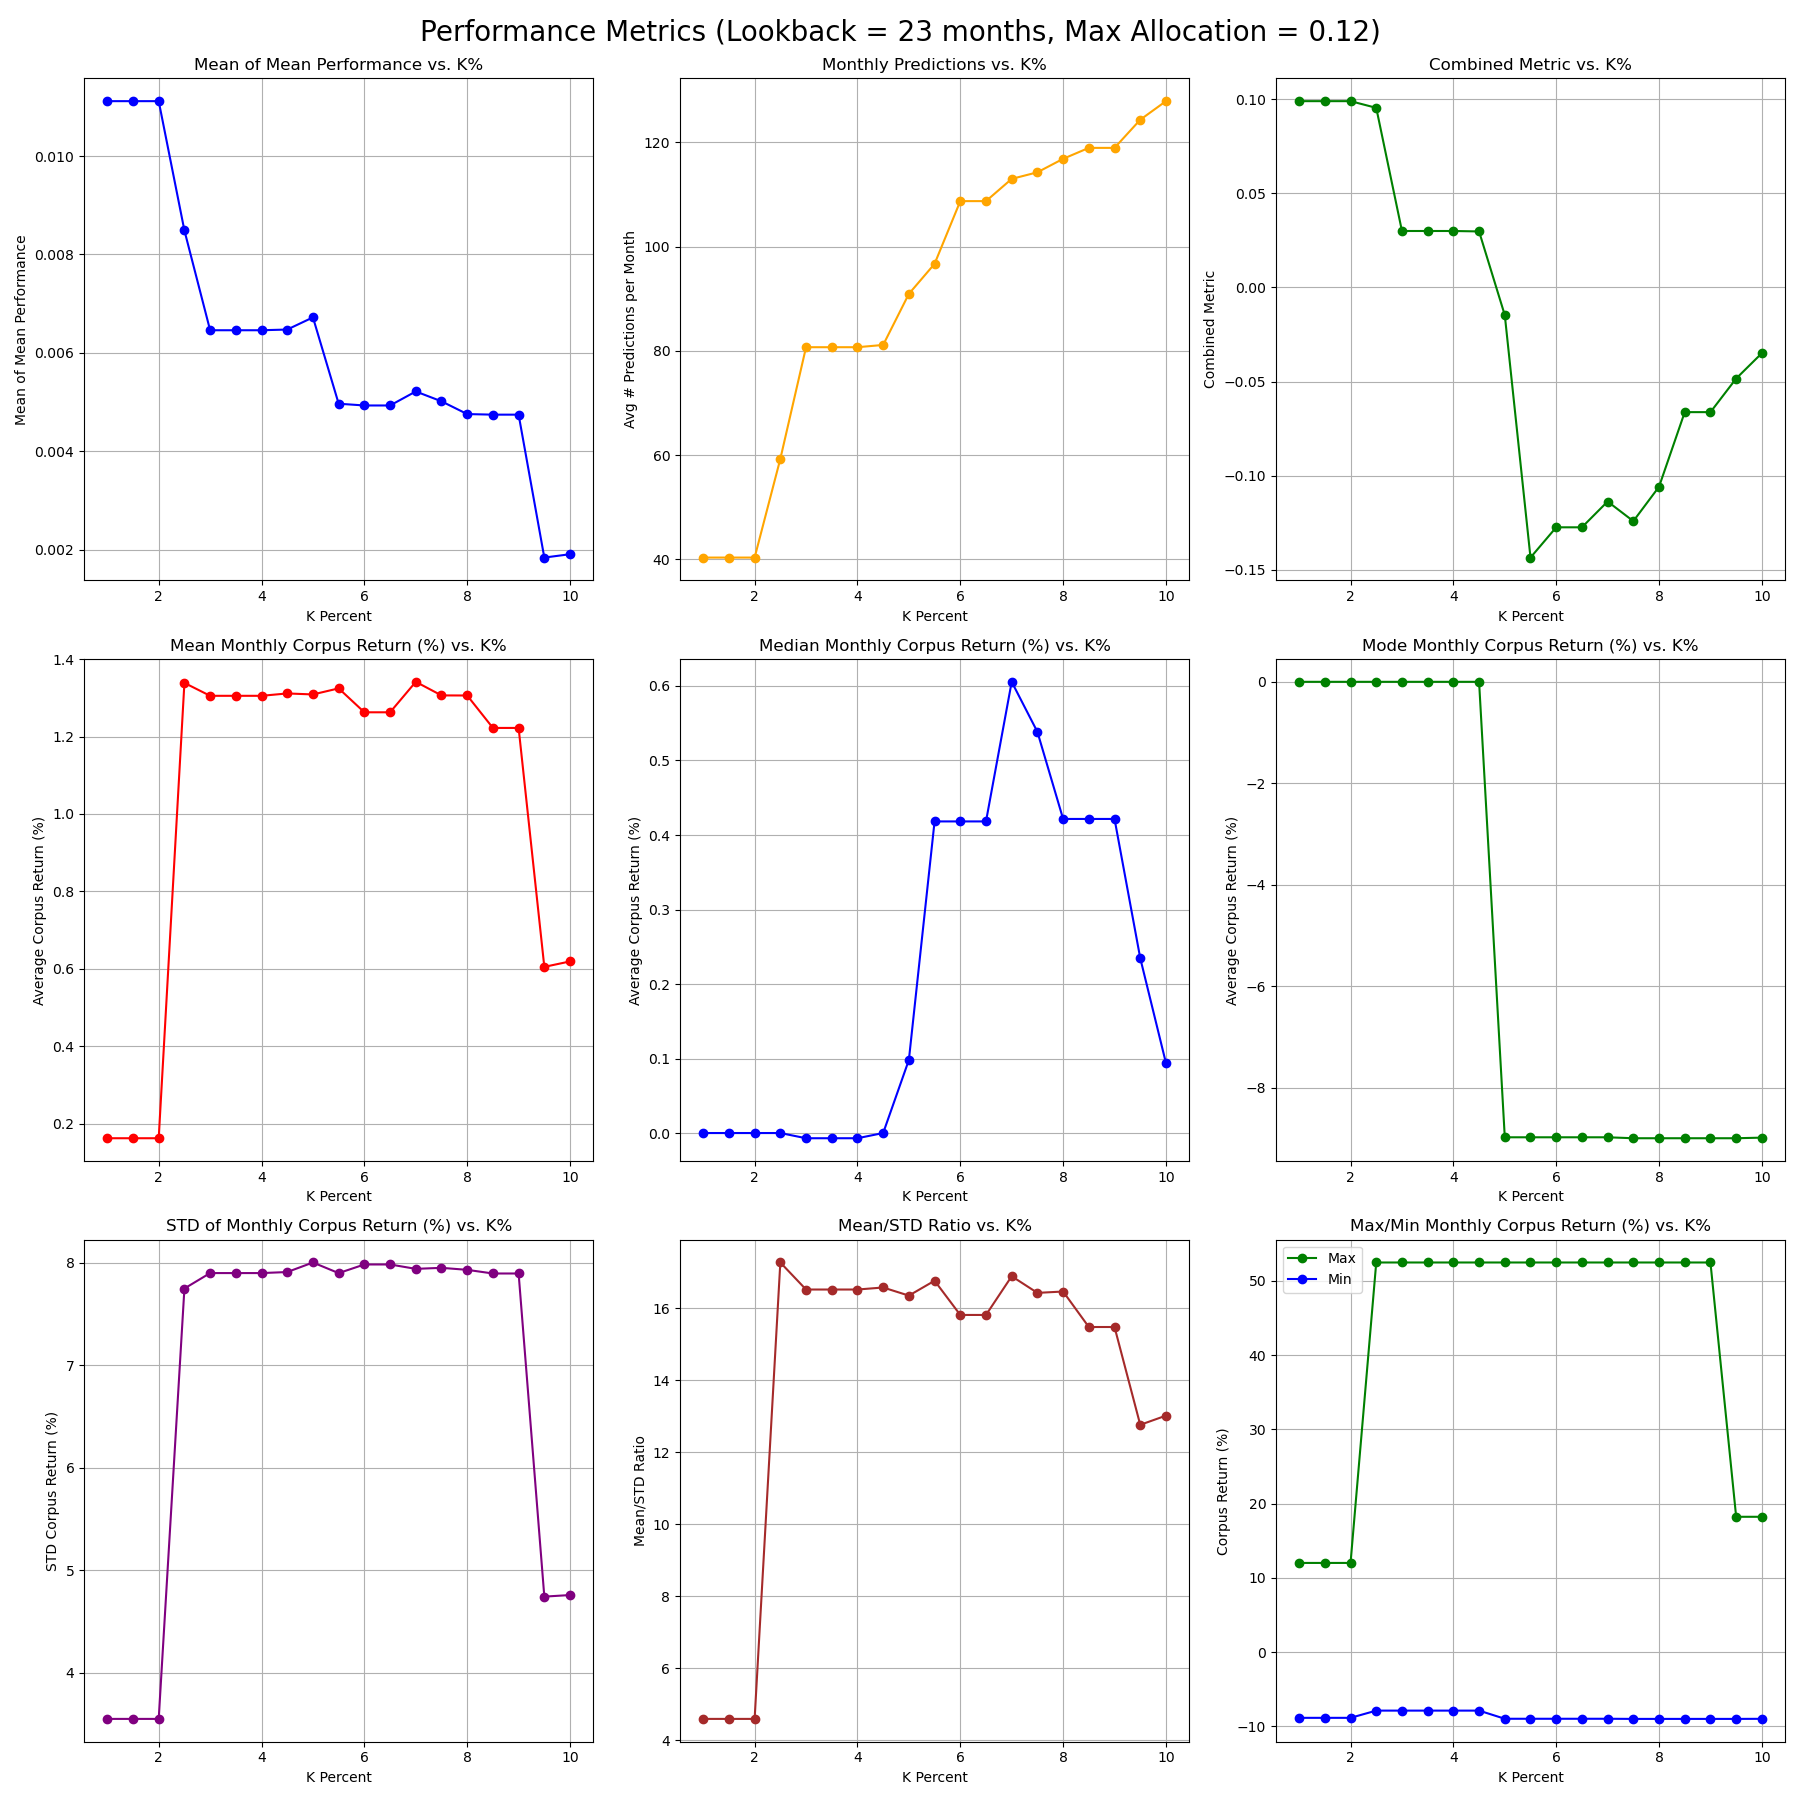 Performance Metrics (Lookback = 23 months, Max Allocation = 0.12)
Mean of Mean Performance vs. K%
Mean of Mean Performance
0.010
0.008
0.006
0.004
0.002
2 4 6 8 10
K Percent
Monthly Predictions vs. K%
Avg # Predictions per Month
120
100
80
60
40
2 4 6 8 10
K Percent
Combined Metric vs. K%
Combined Metric
0.10
0.05
0.00
−0.05
−0.10
−0.15
2 4 6 8 10
K Percent
Mean Monthly Corpus Return (%) vs. K%
Average Corpus Return (%)
1.4
1.2
1.0
0.8
0.6
0.4
0.2
2 4 6 8 10
K Percent
Median Monthly Corpus Return (%) vs. K%
Average Corpus Return (%)
0.6
0.5
0.4
0.3
0.2
0.1
0.0
2 4 6 8 10
K Percent
Mode Monthly Corpus Return (%) vs. K%
Average Corpus Return (%)
0
−2
−4
−6
−8
2 4 6 8 10
K Percent
STD of Monthly Corpus Return (%) vs. K%
STD Corpus Return (%)
8
7
6
5
4
2 4 6 8 10
K Percent
Mean/STD Ratio vs. K%
Mean/STD Ratio
16
14
12
10
8
6
4
2 4 6 8 10
K Percent
Max/Min Monthly Corpus Return (%) vs. K%
Max
Min
Corpus Return (%)
50
40
30
20
10
0
−10
2 4 6 8 10
K Percent